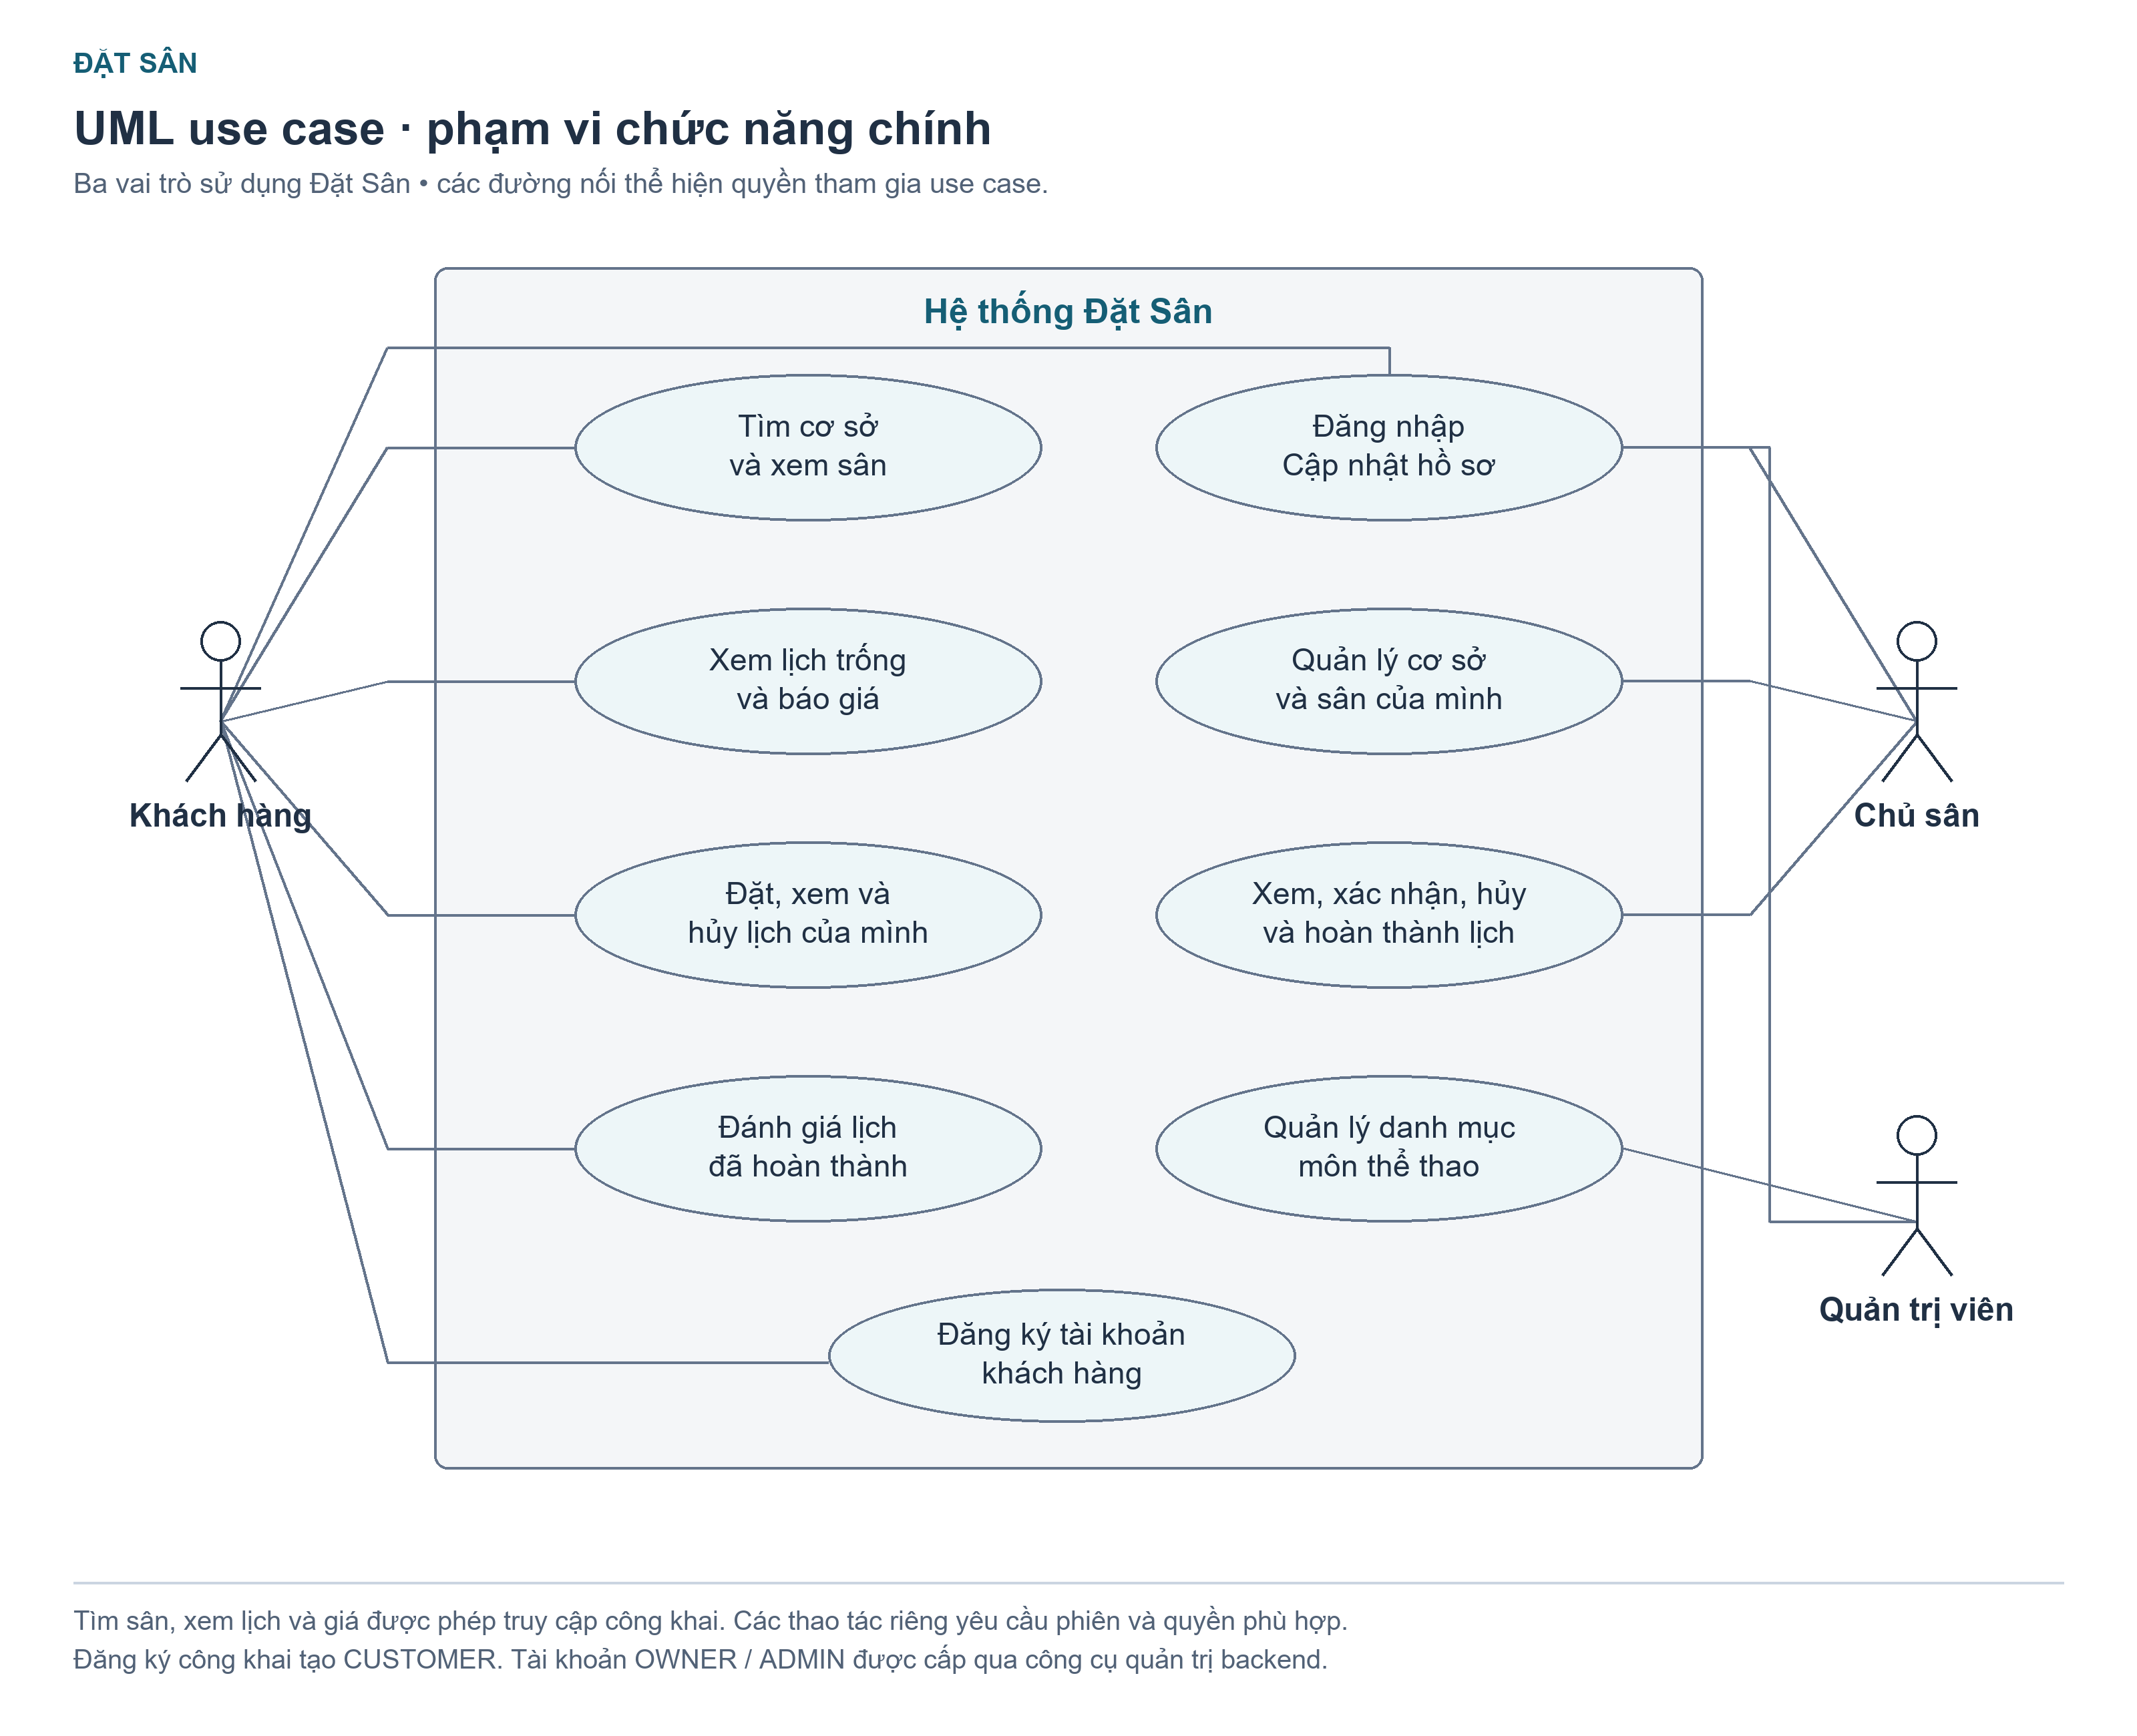 ĐẶT SÂN
UML use case · phạm vi chức năng chính
Ba vai trò sử dụng Đặt Sân • các đường nối thể hiện quyền tham gia use case.
Hệ thống Đặt Sân
Tìm cơ sở
và xem sân
Đăng nhập
Cập nhật hồ sơ
Xem lịch trống
và báo giá
Quản lý cơ sở
và sân của mình
Khách hàng
Chủ sân
Đặt, xem và
hủy lịch của mình
Xem, xác nhận, hủy
và hoàn thành lịch
Đánh giá lịch
đã hoàn thành
Quản lý danh mục
môn thể thao
Quản trị viên
Đăng ký tài khoản
khách hàng
Tìm sân, xem lịch và giá được phép truy cập công khai. Các thao tác riêng yêu cầu phiên và quyền phù hợp.
Đăng ký công khai tạo CUSTOMER. Tài khoản OWNER / ADMIN được cấp qua công cụ quản trị backend.